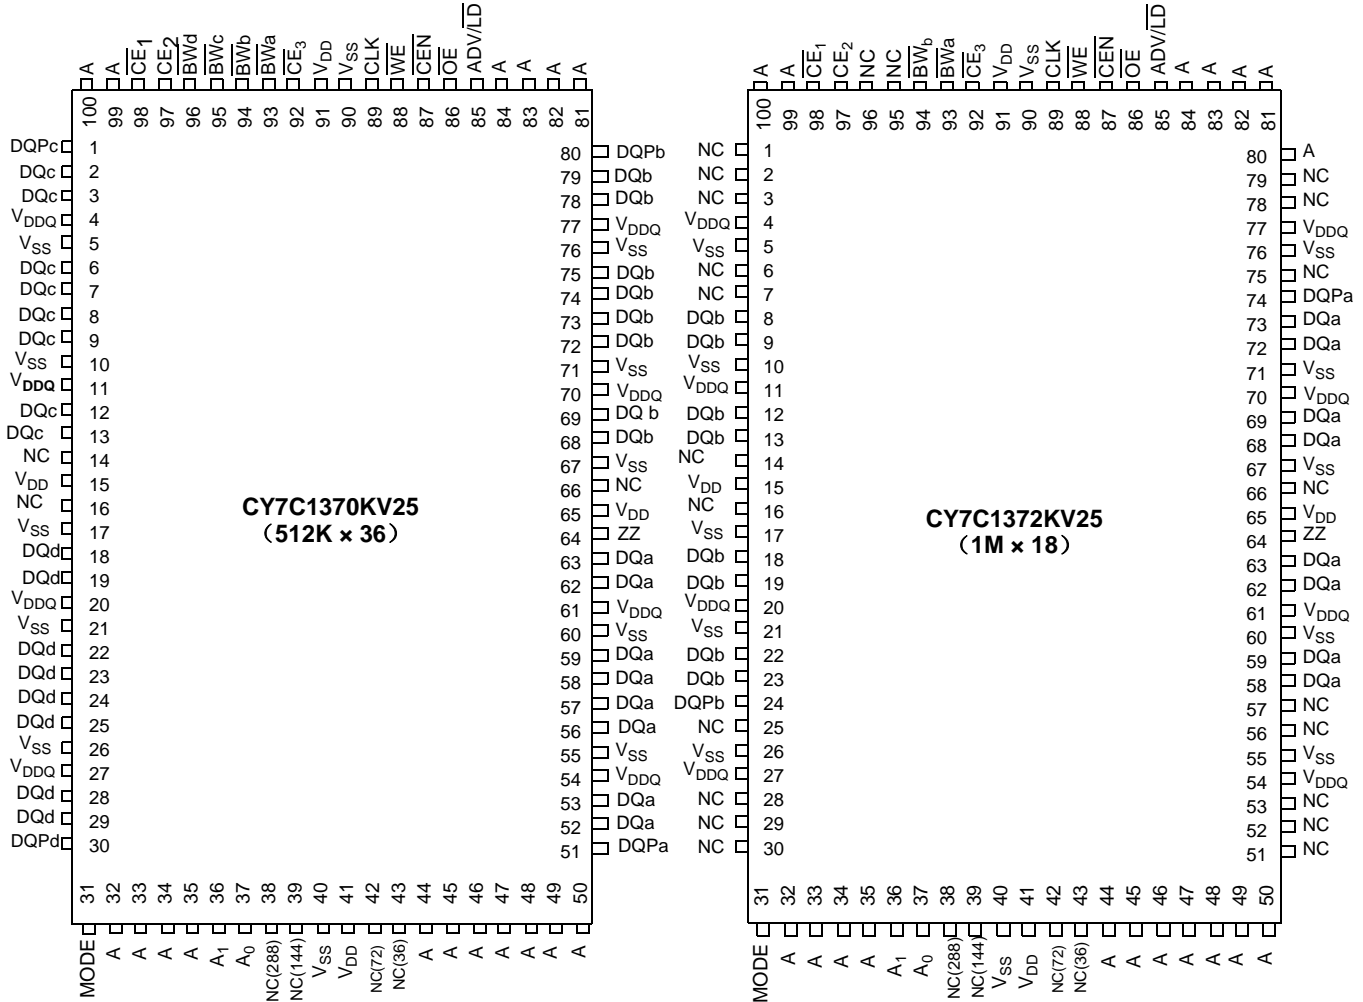 A A CE1 CE2 BWd BWc BWb BWa CE3 VDD VSS CLK WE CEN OE ADV/LD A A A A
100 99 98 97 96 95 94 93 92 91 90 89 88 87 86 85 84 83 82 81
DQPc 1 80 DQPb
DQc 2 79 DQb
DQc 3 78 DQb
VDDQ 4 77 VDDQ
VSS 5 76 VSS
DQc 6 75 DQb
DQc 7 74 DQb
DQc 8 73 DQb
DQc 9 72 DQb
VSS 10 71 VSS
VDDQ 11 70 VDDQ
DQc 12 69 DQ b
DQc 13 68 DQb
NC 14 67 VSS
VDD 15 66 NC
NC 16 65 VDD
VSS 17 64 ZZ
DQd 18 63 DQa
DQd 19 62 DQa
VDDQ 20 61 VDDQ
VSS 21 60 VSS
DQd 22 59 DQa
DQd 23 58 DQa
DQd 24 57 DQa
DQd 25 56 DQa
VSS 26 55 VSS
VDDQ 27 54 VDDQ
DQd 28 53 DQa
DQd 29 52 DQa
DQPd 30 51 DQPa
CY7C1370KV25
（512K × 36）
31 32 33 34 35 36 37 38 39 40 41 42 43 44 45 46 47 48 49 50
MODE A A A A A1 A0 NC(288) NC(144) VSS VDD NC(72) NC(36) A A A A A A A
A A CE1 CE2 NC NC BWb BWa CE3 VDD VSS CLK WE CEN OE ADV/LD A A A A
100 99 98 97 96 95 94 93 92 91 90 89 88 87 86 85 84 83 82 81
NC 1 80 A
NC 2 79 NC
NC 3 78 NC
VDDQ 4 77 VDDQ
VSS 5 76 VSS
NC 6 75 NC
NC 7 74 DQPa
DQb 8 73 DQa
DQb 9 72 DQa
VSS 10 71 VSS
VDDQ 11 70 VDDQ
DQb 12 69 DQa
DQb 13 68 DQa
NC 14 67 VSS
VDD 15 66 NC
NC 16 65 VDD
VSS 17 64 ZZ
DQb 18 63 DQa
DQb 19 62 DQa
VDDQ 20 61 VDDQ
VSS 21 60 VSS
DQb 22 59 DQa
DQb 23 58 DQa
DQPb 24 57 NC
NC 25 56 NC
VSS 26 55 VSS
VDDQ 27 54 VDDQ
NC 28 53 NC
NC 29 52 NC
NC 30 51 NC
CY7C1372KV25
（1M × 18）
31 32 33 34 35 36 37 38 39 40 41 42 43 44 45 46 47 48 49 50
MODE A A A A A1 A0 NC(288) NC(144) VSS VDD NC(72) NC(36) A A A A A A A